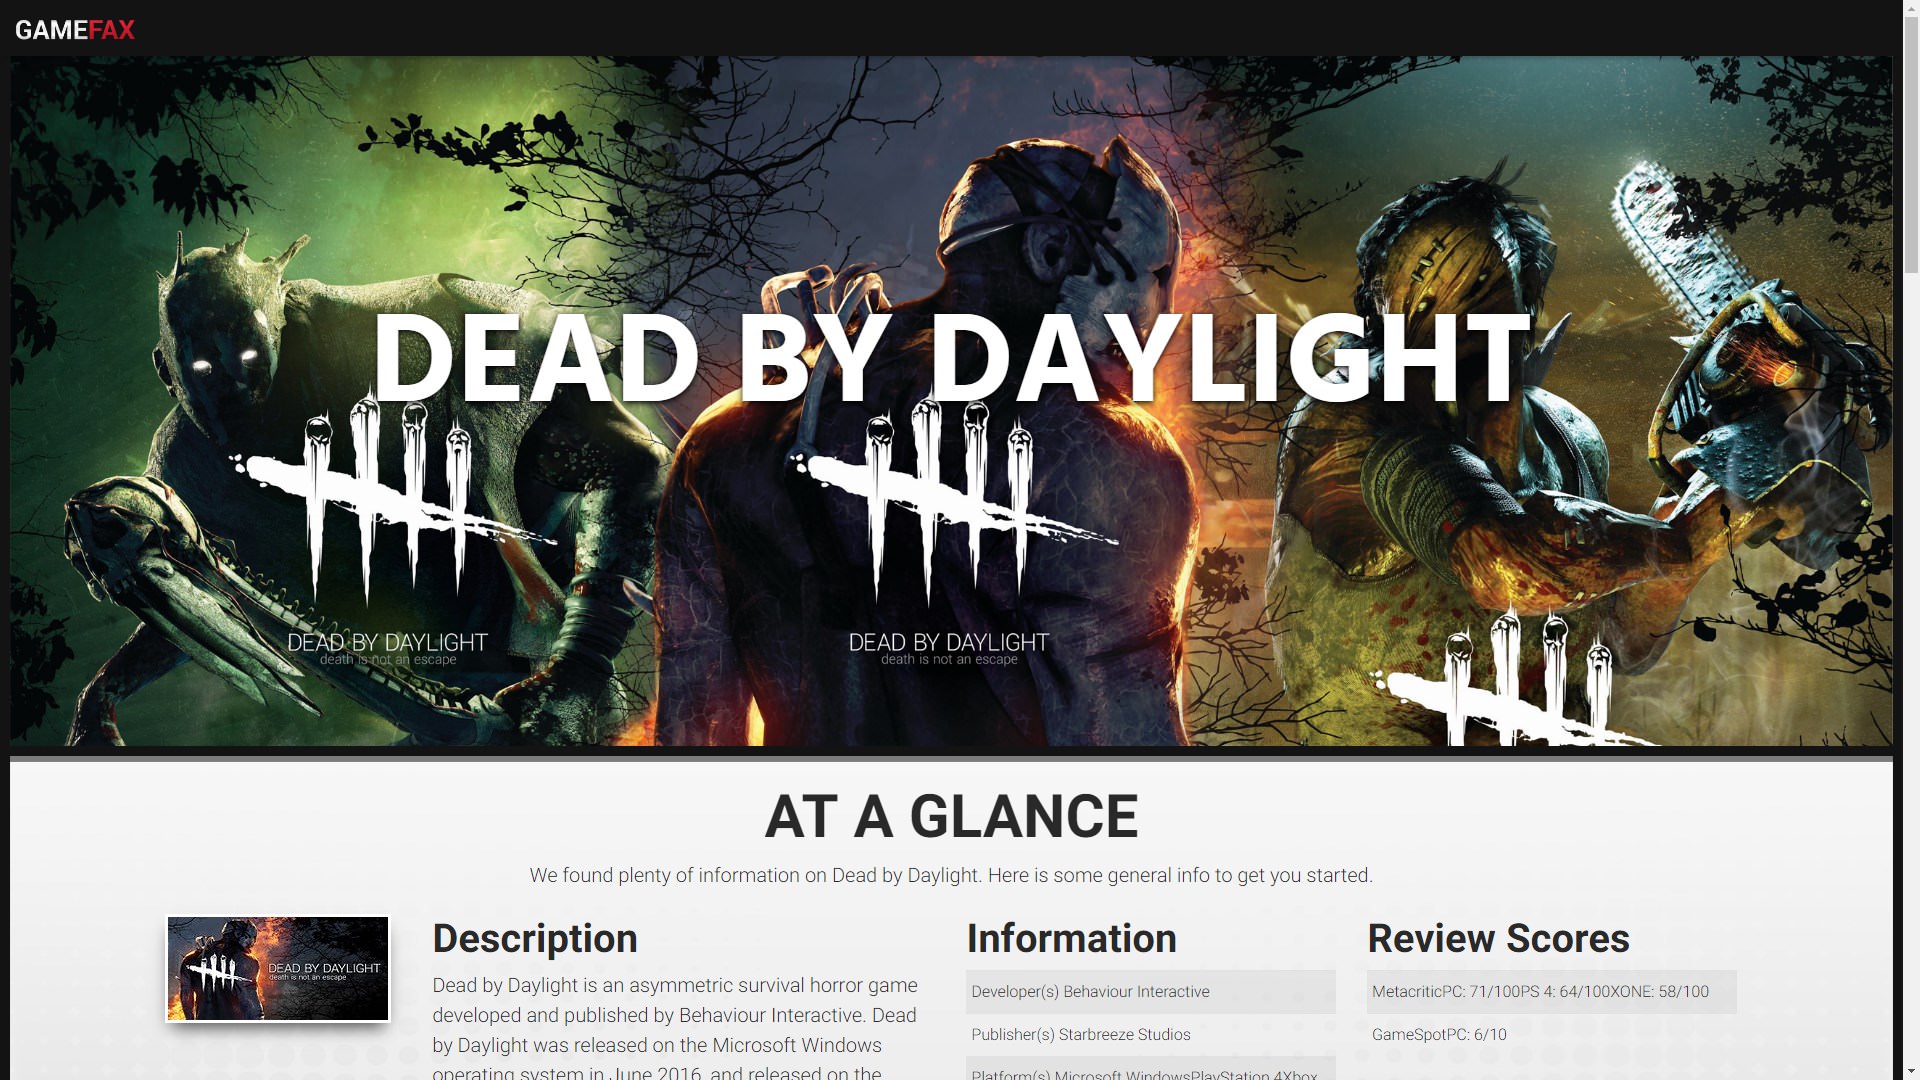 GAMEFAX
DEAD BY DAYLIGHT
DEAD BY DAYLIGHT
death is not an escape
DEAD BY DAYLIGHT
death is not an escape
AT A GLANCE
We found plenty of information on Dead by Daylight. Here is some general info to get you started.
DEAD BY DAYLIGHT
death is not an escape
Description
Dead by Daylight is an asymmetric survival horror game
developed and published by Behaviour Interactive. Dead
by Daylight was released on the Microsoft Windows
operating system in June 2016, and released on the
Information
Developer(s) Behaviour Interactive
Publisher(s) Starbreeze Studios
Platform(s) Microsoft WindowsPlayStation 4Xbox
Review Scores
MetacriticPC: 71/100PS 4: 64/100XONE: 58/100
GameSpotPC: 6/10